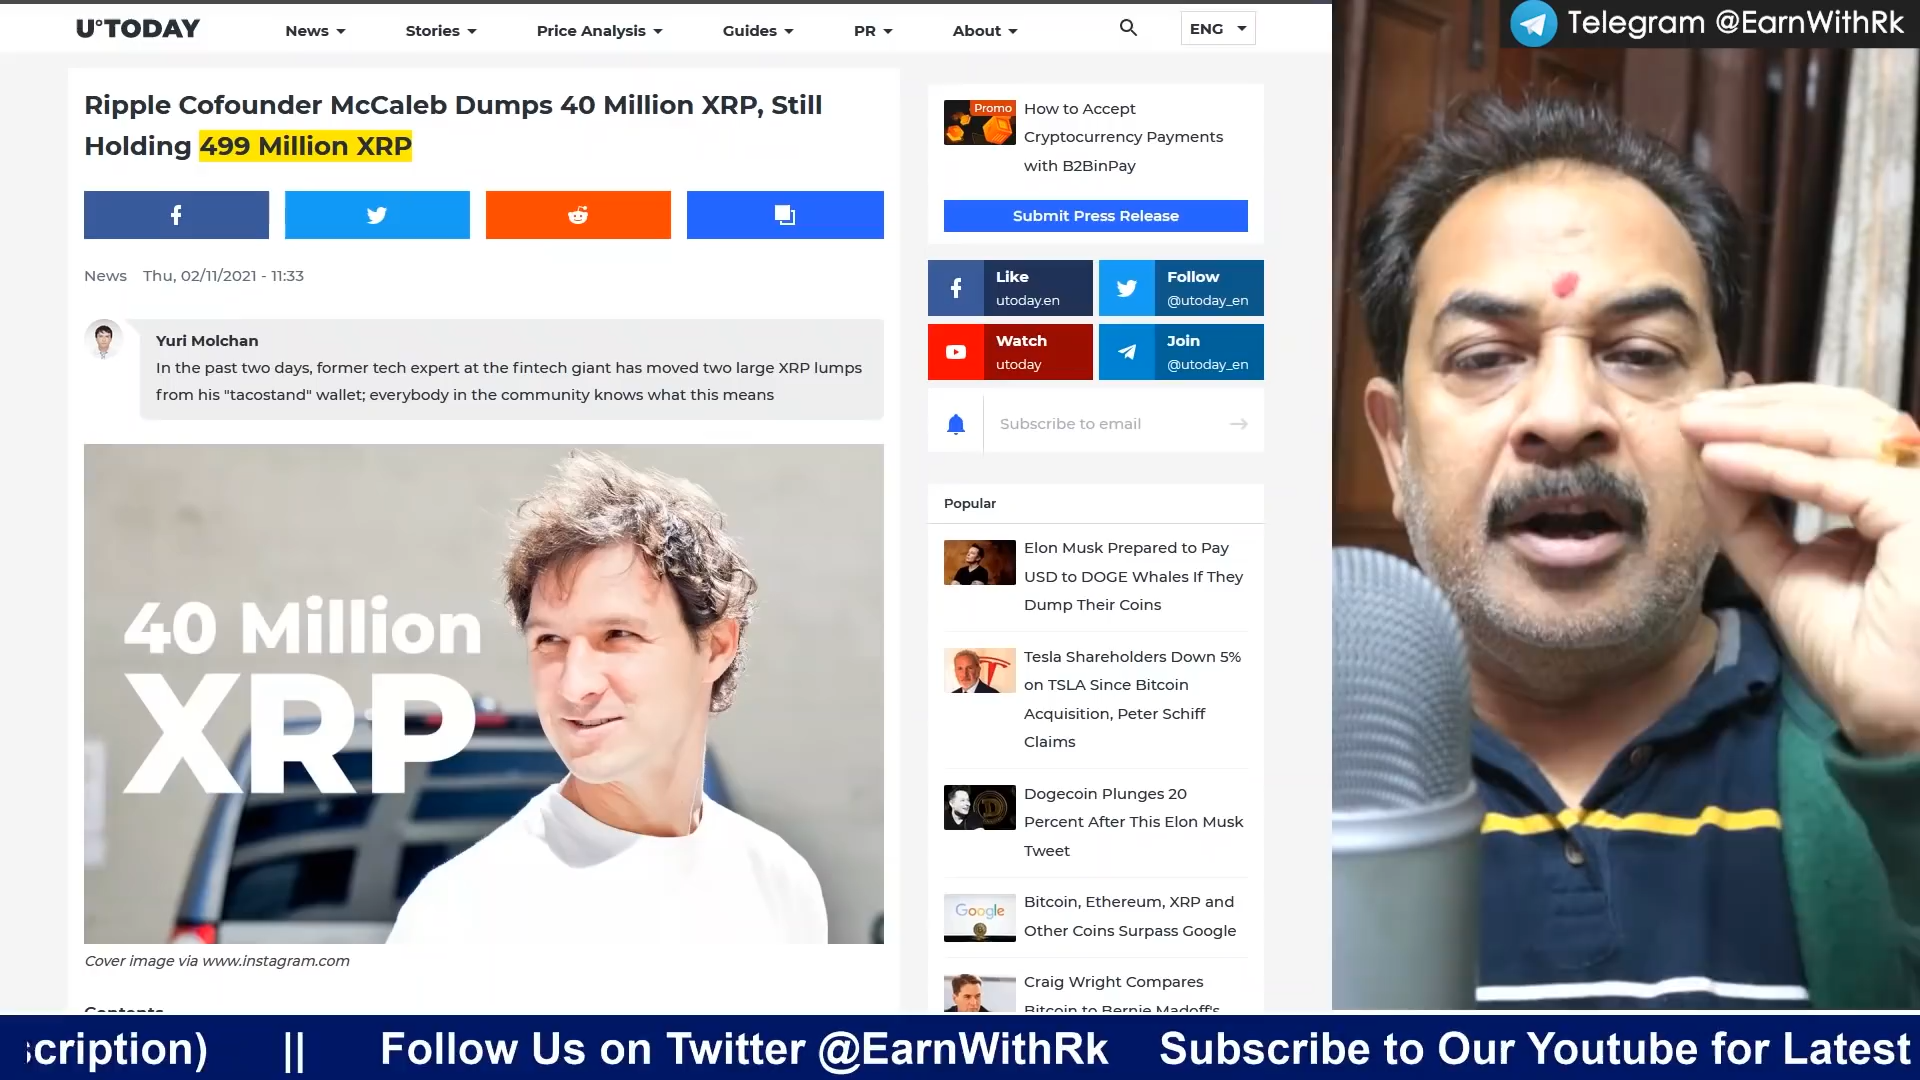 U°TODAY
News
Stories
Price Analysis
Guides
PR
About
ENG
Telegram @EarnWithRk
Ripple Cofounder McCaleb Dumps 40 Million XRP, Still
Holding 499 Million XRP
News Thu, 02/11/2021 - 11:33
Yuri Molchan
In the past two days, former tech expert at the fintech giant has moved two large XRP lumps
from his "tacostand" wallet; everybody in the community knows what this means
40 Million
XRP
Cover image via www.instagram.com
Contents
Promo
How to Accept
Cryptocurrency Payments
with B2BinPay
Submit Press Release
Like
utoday.en
Follow
@utoday_en
Watch
utoday
Join
@utoday_en
Subscribe to email
Popular
Elon Musk Prepared to Pay
USD to DOGE Whales If They
Dump Their Coins
Tesla Shareholders Down 5%
on TSLA Since Bitcoin
Acquisition, Peter Schiff
Claims
Dogecoin Plunges 20
Percent After This Elon Musk
Tweet
Google
Bitcoin, Ethereum, XRP and
Other Coins Surpass Google
Craig Wright Compares
Bitcoin to Bernie Madoff's
scription) || Follow Us on Twitter @EarnWithRk Subscribe to Our Youtube for Latest